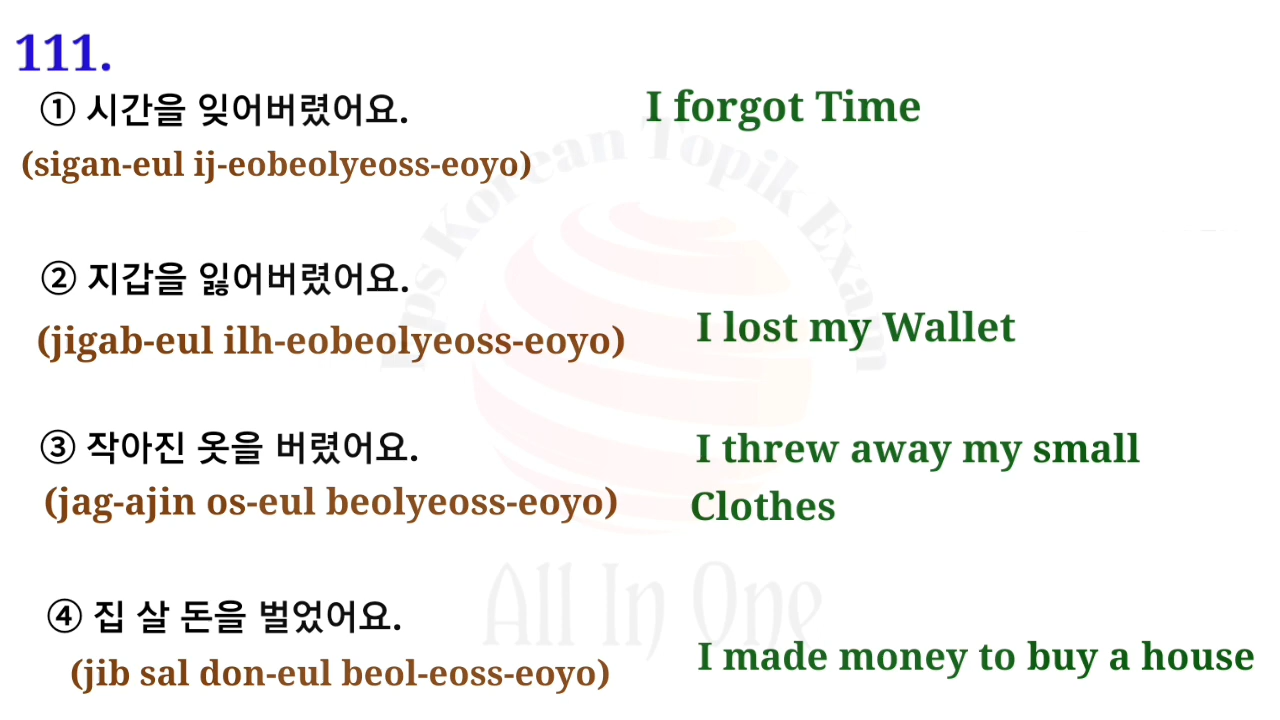 111.
① 시간을 잊어버렸어요.
I forgot Time
(sigan-eul ij-eobeolyeoss-eoyo)
② 지갑을 잃어버렸어요.
I lost my Wallet
(jigab-eul ilh-eobeolyeoss-eoyo)
③ 작아진 옷을 버렸어요.
I threw away my small
Clothes
(jag-ajin os-eul beolyeoss-eoyo)
④ 집 살 돈을 벌었어요.
I made money to buy a house
(jib sal don-eul beol-eoss-eoyo)
Eps Korean Topik Exam
All In One